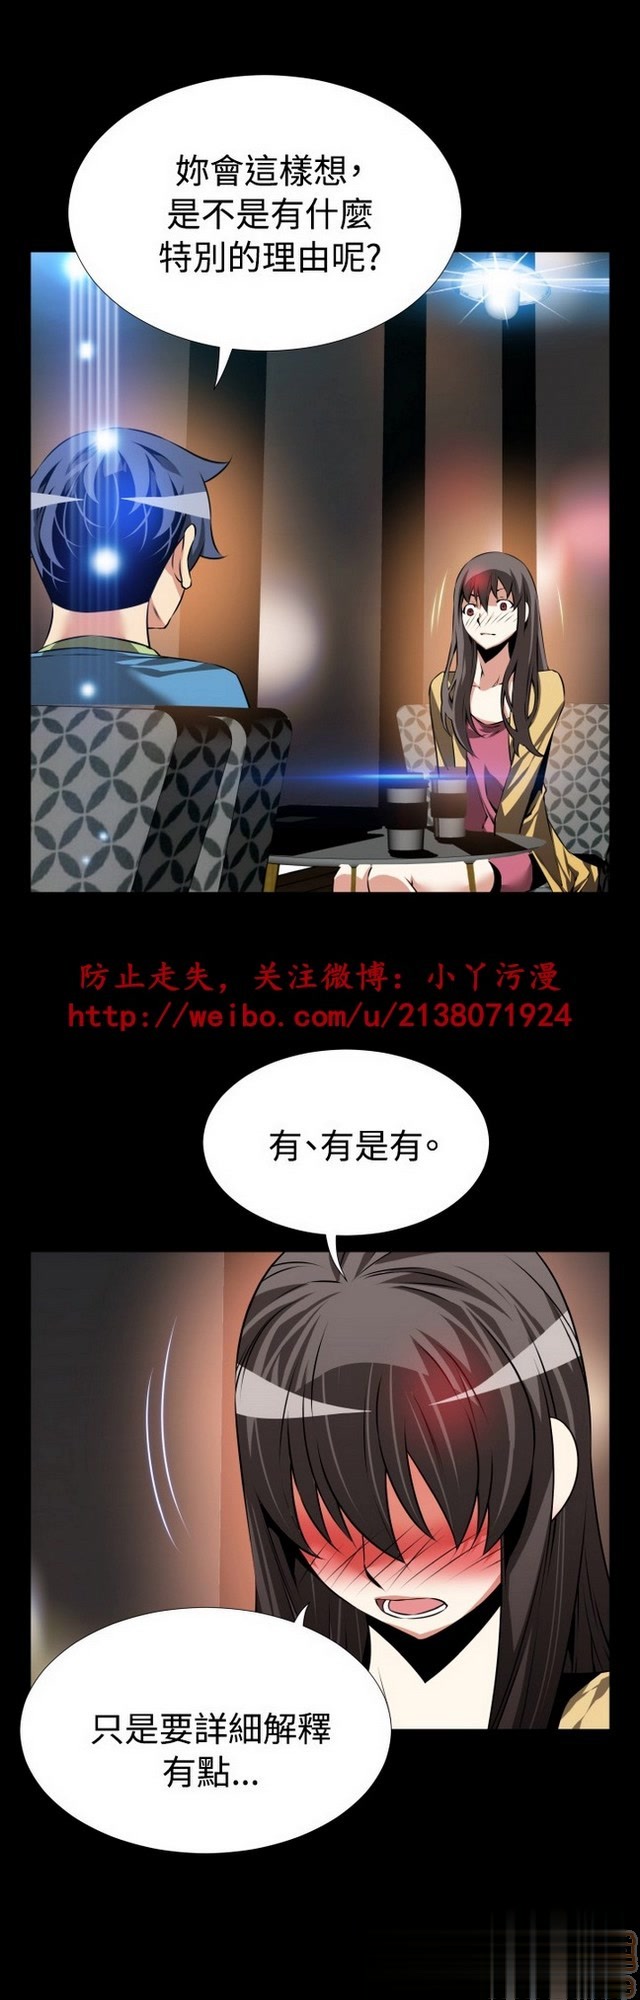 妳會這樣想，
是不是有什麼
特別的理由呢？
防止走失，关注微博：小丫污漫
http://weibo.com/u/2138071924
有、有是有。
只是要詳細解釋
有點...